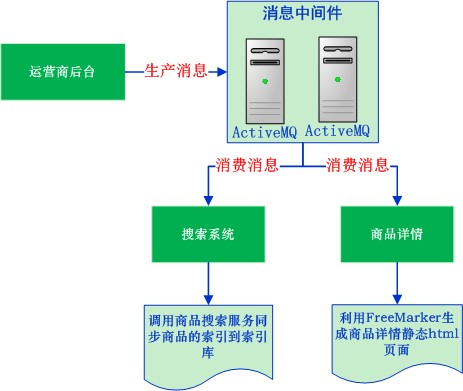 消息中间件
运营商后台
生产消息
ActiveMQ
ActiveMQ
消费消息
消费消息
搜索系统
商品详情
调用商品搜索服务同
步商品的索引到索引
库
利用FreeMarker生
成商品详情静态html
页面